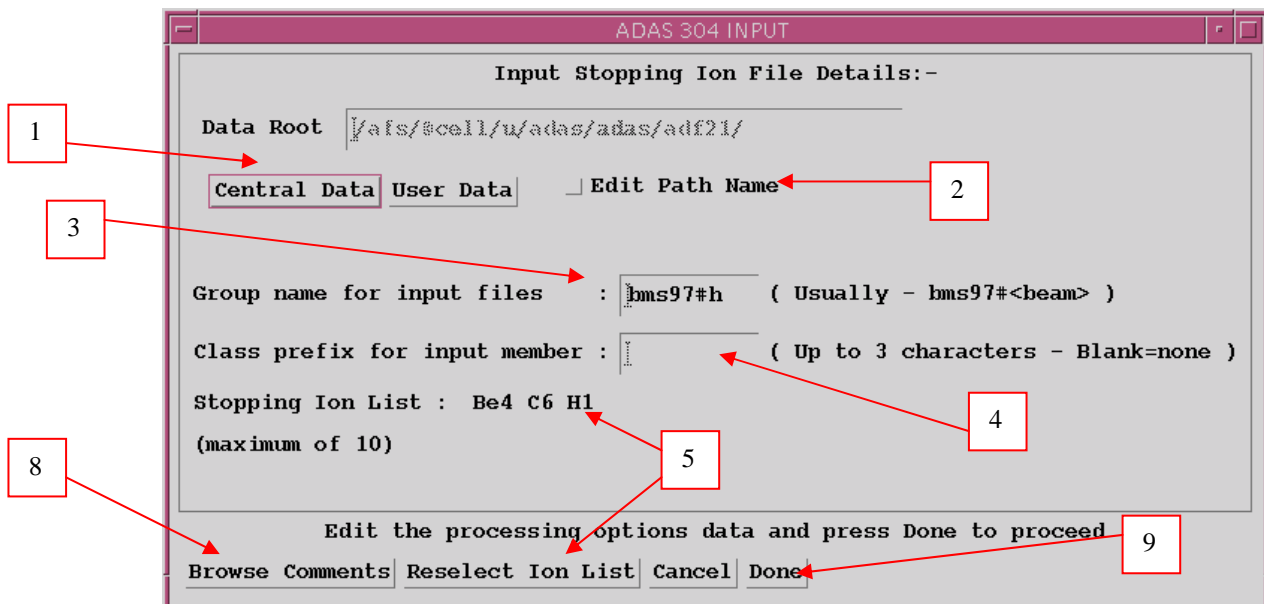 ADAS 304 INPUT
Input Stopping Ion File Details:-
1
Data Root /afs/@cell/u/adas/adas/adf21/
Central Data User Data Edit Path Name
2
3
Group name for input files : bms97#h ( Usually - bms97#<beam> )
Class prefix for input member : ( Up to 3 characters - Blank=none )
Stopping Ion List : Be4 C6 H1
4
(maximum of 10)
5
8
Edit the processing options data and press Done to proceed
9
Browse Comments Reselect Ion List Cancel Done